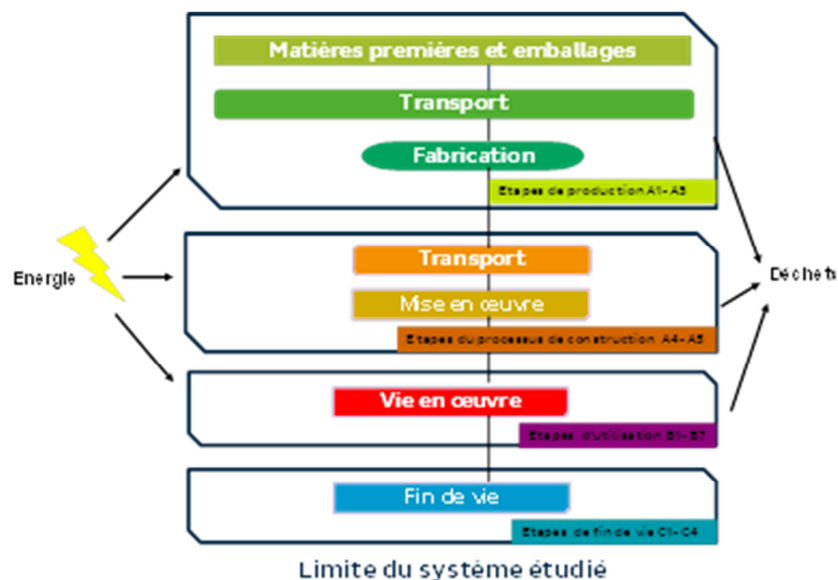 Matières premières et emballages
Transport
Fabrication
Etapes de production A1-A3
Energie
Transport
Mise en œuvre
Etapes du processus de construction A4-A5
Déchets
Vie en œuvre
Etapes d'utilisation B1-B7
Fin de vie
Etapes de fin de vie C1-C4
Limite du système étudié